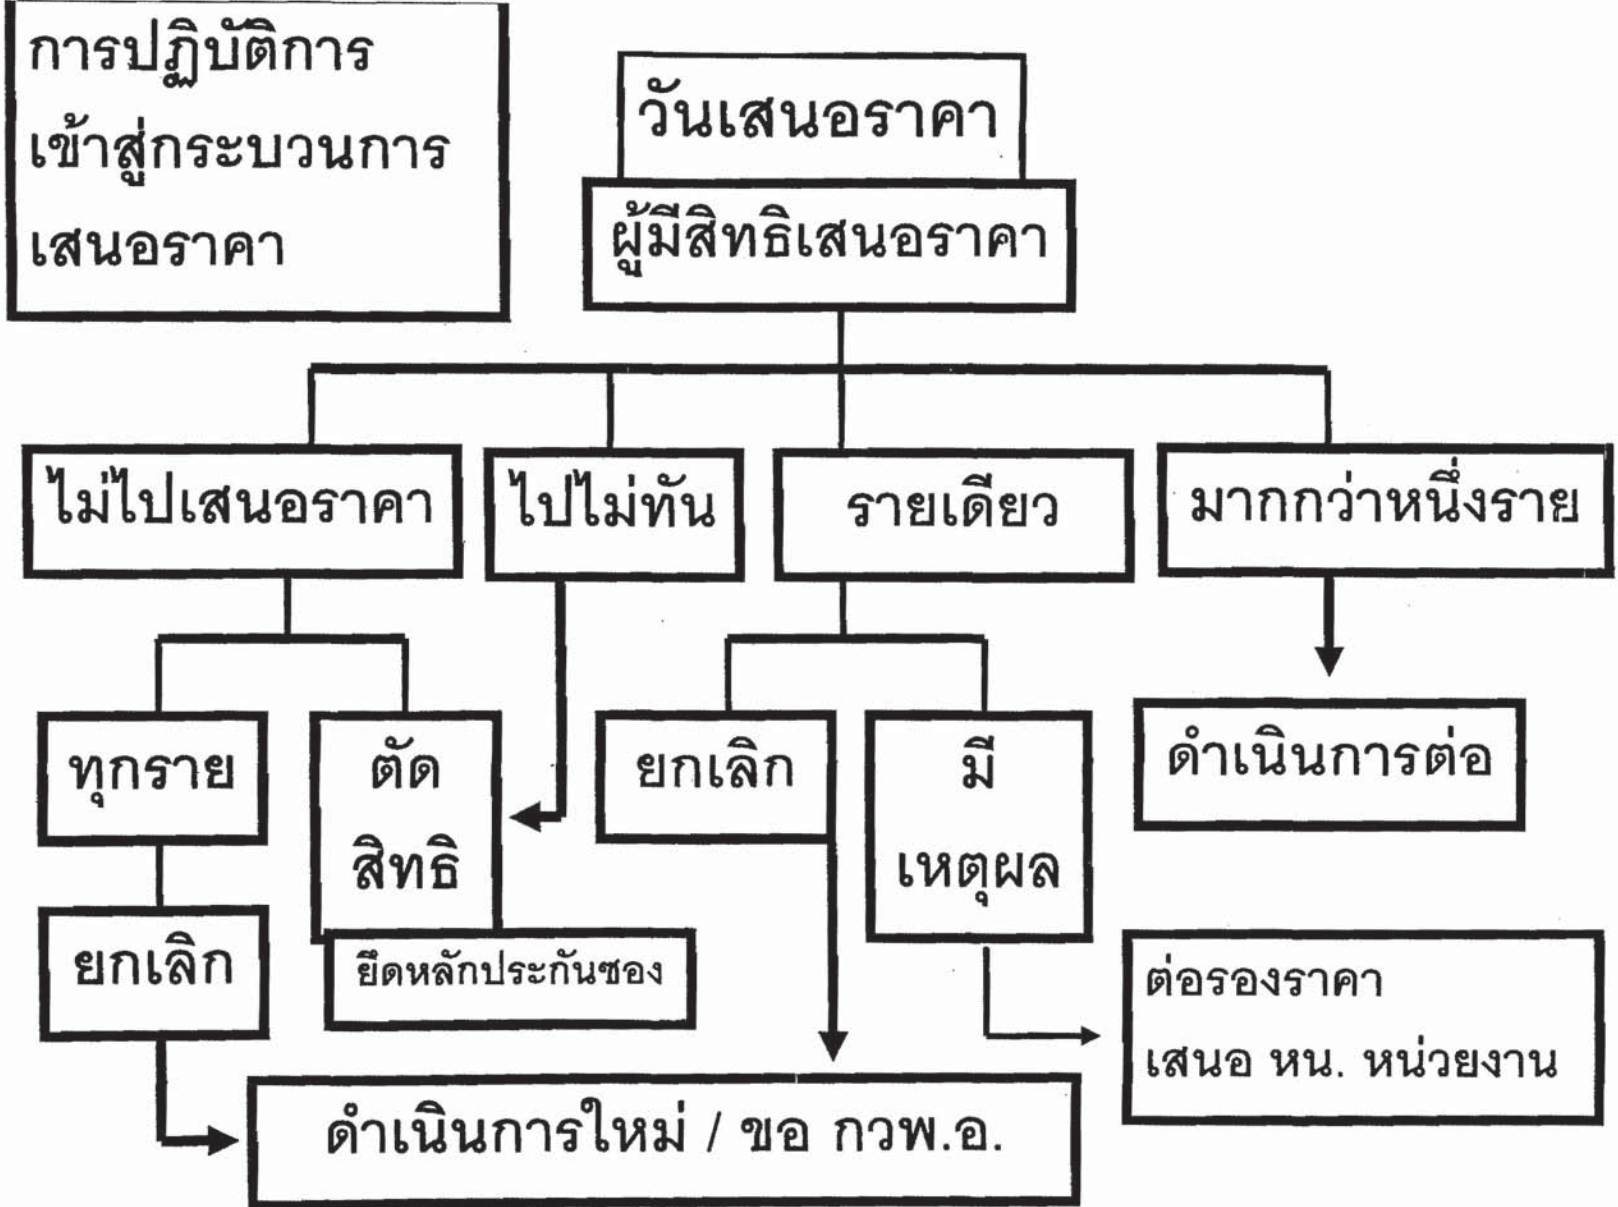 การปฏิบัติการ
เข้าสู่กระบวนการ
เสนอราคา
วันเสนอราคา
ผู้มีสิทธิเสนอราคา
ไม่ไปเสนอราคา
ไปไม่ทัน
รายเดียว
มากกว่าหนึ่งราย
ทุกราย
ตัด
สิทธิ
ยกเลิก
มี
เหตุผล
ดำเนินการต่อ
ยกเลิก
ยึดหลักประกันซอง
ต่อรองราคา
เสนอ หน. หน่วยงาน
ดำเนินการใหม่ / ขอ กวพ.อ.